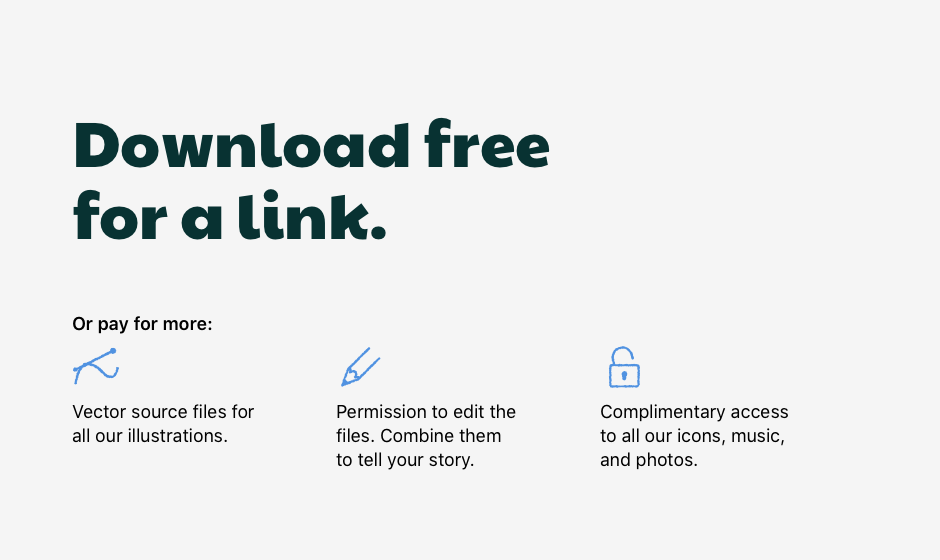 Download free
for a link.
Or pay for more:
Vector source files for
all our illustrations.
Permission to edit the
files. Combine them
to tell your story.
Complimentary access
to all our icons, music,
and photos.